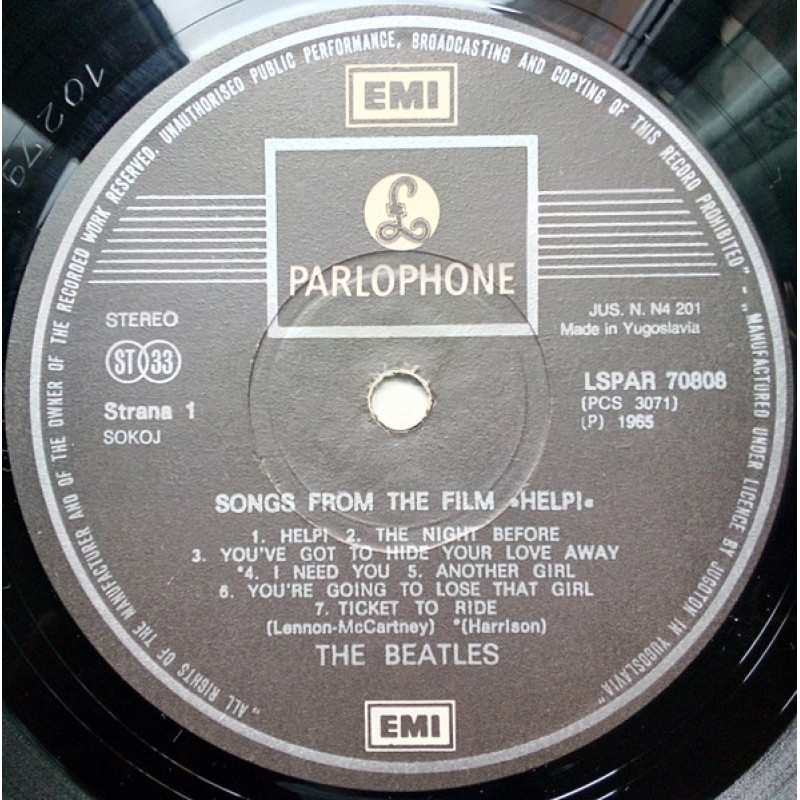 "ALL RIGHTS OF THE MANUFACTURER AND OF THE OWNER OF THE RECORDED WORK RESERVED. UNAUTHORISED PUBLIC PERFORMANCE, BROADCASTING AND COPYING OF THIS RECORD PROHIBITED" - "MANUFACTURED UNDER LICENCE BY JUGOTON IN YUGOSLAVIA"
10279
EMI
£
PARLOPHONE
STEREO
ST 33
Strana 1
SOKOJ
JUS. N. N4 201
Made in Yugoslavia
LSPAR 70808
(PCS 3071)
(P) 1965
SONGS FROM THE FILM »HELP!«
1. HELP! 2. THE NIGHT BEFORE
3. YOU'VE GOT TO HIDE YOUR LOVE AWAY
*4. I NEED YOU 5. ANOTHER GIRL
6. YOU'RE GOING TO LOSE THAT GIRL
7. TICKET TO RIDE
(Lennon-McCartney) *(Harrison)
THE BEATLES
EMI